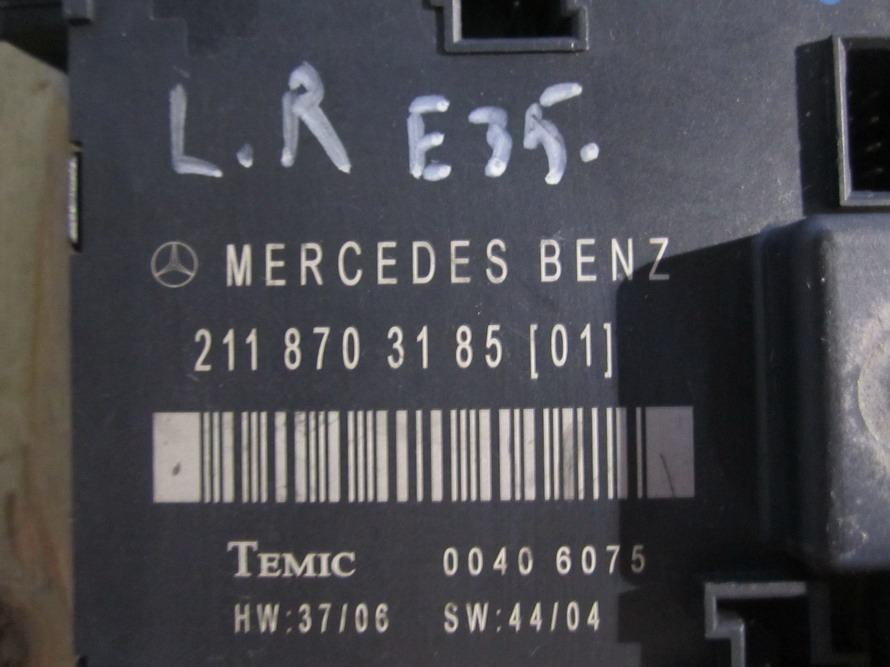 L.R E35.
MERCEDES BENZ
211 870 31 85 [01]
TEMIC 0040 6075
HW:37/06 SW:44/04